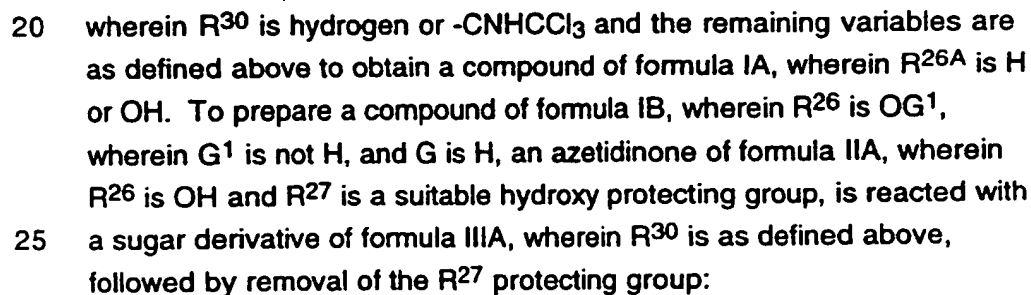 20 wherein R30 is hydrogen or -CNHCCl3 and the remaining variables are
as defined above to obtain a compound of formula IA, wherein R26A is H
or OH. To prepare a compound of formula IB, wherein R26 is OG1,
wherein G1 is not H, and G is H, an azetidinone of formula IIA, wherein
R26 is OH and R27 is a suitable hydroxy protecting group, is reacted with
25 a sugar derivative of formula IIIA, wherein R30 is as defined above,
followed by removal of the R27 protecting group: